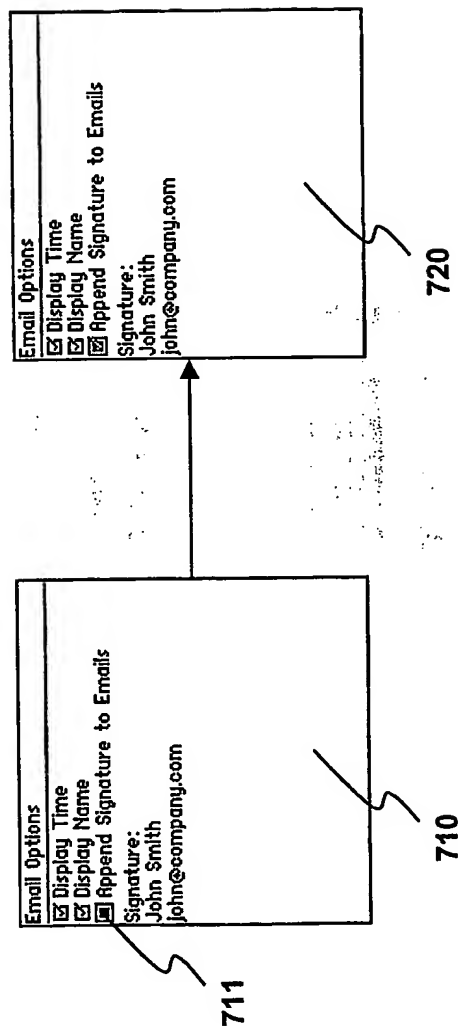 Email Options
Display Time
Display Name
Append Signature to Emails
Signature:
John Smith
john@company.com
711
710
Email Options
Display Time
Display Name
Append Signature to Emails
Signature:
John Smith
john@company.com
720